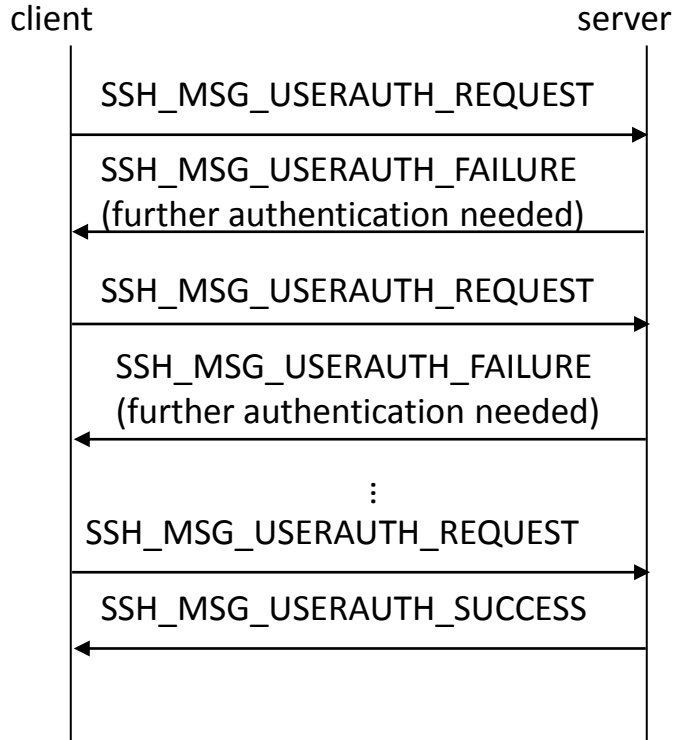 client server
SSH_MSG_USERAUTH_REQUEST
SSH_MSG_USERAUTH_FAILURE
(further authentication needed)
SSH_MSG_USERAUTH_REQUEST
SSH_MSG_USERAUTH_FAILURE
(further authentication needed)
...
SSH_MSG_USERAUTH_REQUEST
SSH_MSG_USERAUTH_SUCCESS